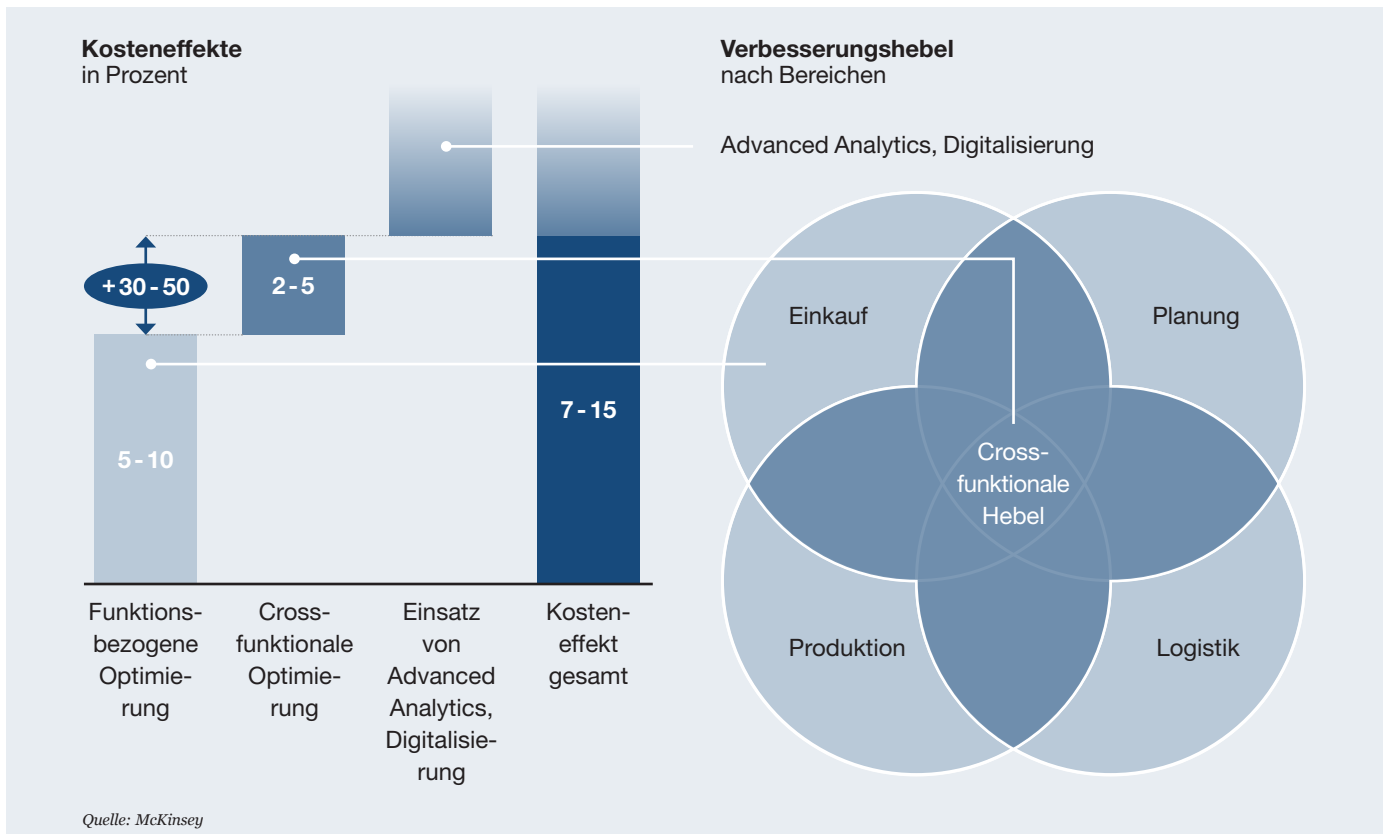 Kosteneffekte
in Prozent
+30-50
5-10
2-5
7-15
Funktions-
bezogene
Optimie-
rung
Cross-
funktionale
Optimie-
rung
Einsatz
von
Advanced
Analytics,
Digitalisie-
rung
Kosten-
effekt
gesamt
Verbesserungshebel
nach Bereichen
Advanced Analytics, Digitalisierung
Einkauf
Planung
Cross-
funktionale
Hebel
Produktion
Logistik
Quelle: McKinsey